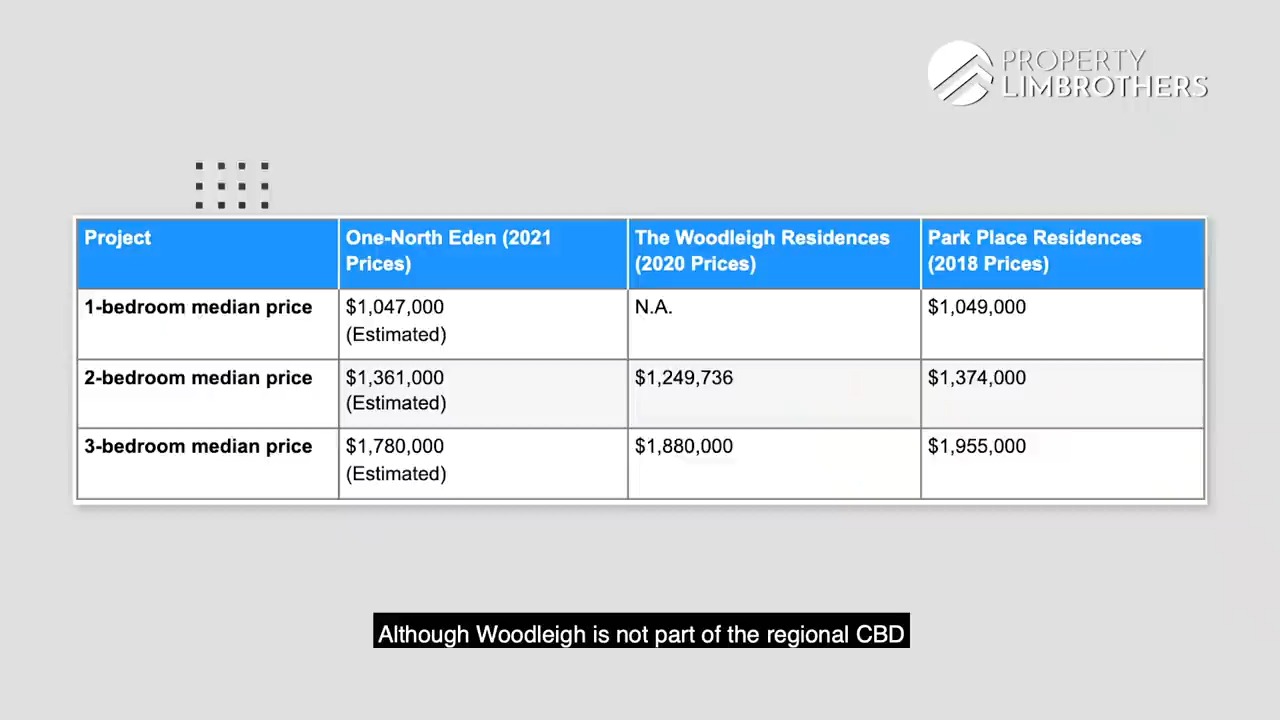 PROPERTY
LIMBROTHERS
Project
One-North Eden (2021
Prices)
The Woodleigh Residences
(2020 Prices)
Park Place Residences
(2018 Prices)
1-bedroom median price
$1,047,000
(Estimated)
N.A.
$1,049,000
2-bedroom median price
$1,361,000
(Estimated)
$1,249,736
$1,374,000
3-bedroom median price
$1,780,000
(Estimated)
$1,880,000
$1,955,000
Although Woodleigh is not part of the regional CBD